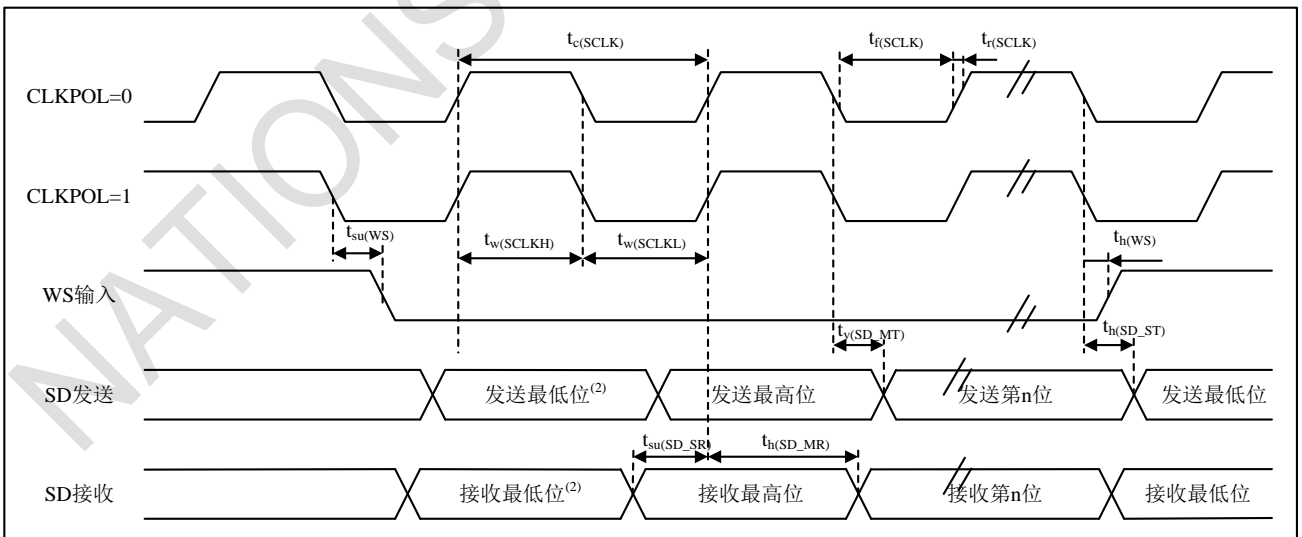 tc(SCLK)
tf(SCLK)
tr(SCLK)
CLKPOL=0
CLKPOL=1
tsu(WS)
tw(SCLKH)
tw(SCLKL)
th(WS)
WS输入
tv(SD_MT)
th(SD_ST)
SD发送
发送最低位(2)
发送最高位
发送第n位
发送最低位
tsu(SD_SR)
th(SD_MR)
SD接收
接收最低位(2)
接收最高位
接收第n位
接收最低位
NATIONS